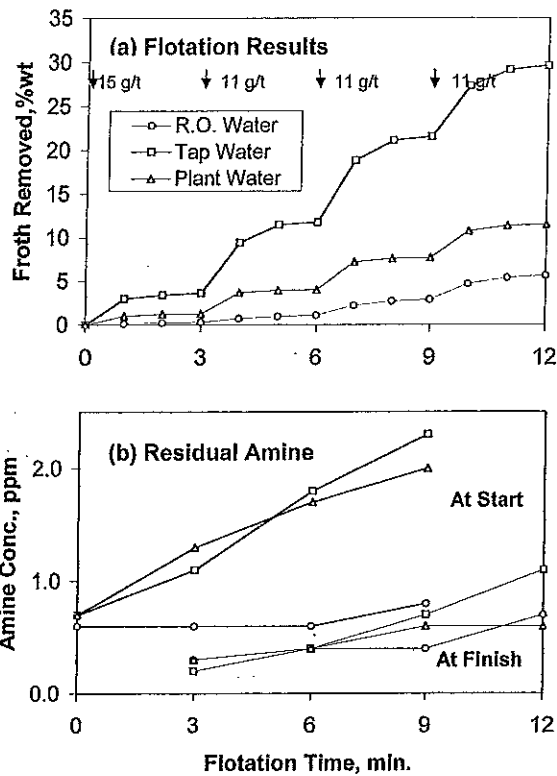 (a) Flotation Results
15 g/t 11 g/t 11 g/t 11 g/t
R.O. Water
Tap Water
Plant Water
Froth Removed, %wt
35
30
25
20
15
10
5
0
0 3 6 9 12
(b) Residual Amine
At Start
At Finish
Amine Conc., ppm
2.0
1.0
0.0
0 3 6 9 12
Flotation Time, min.